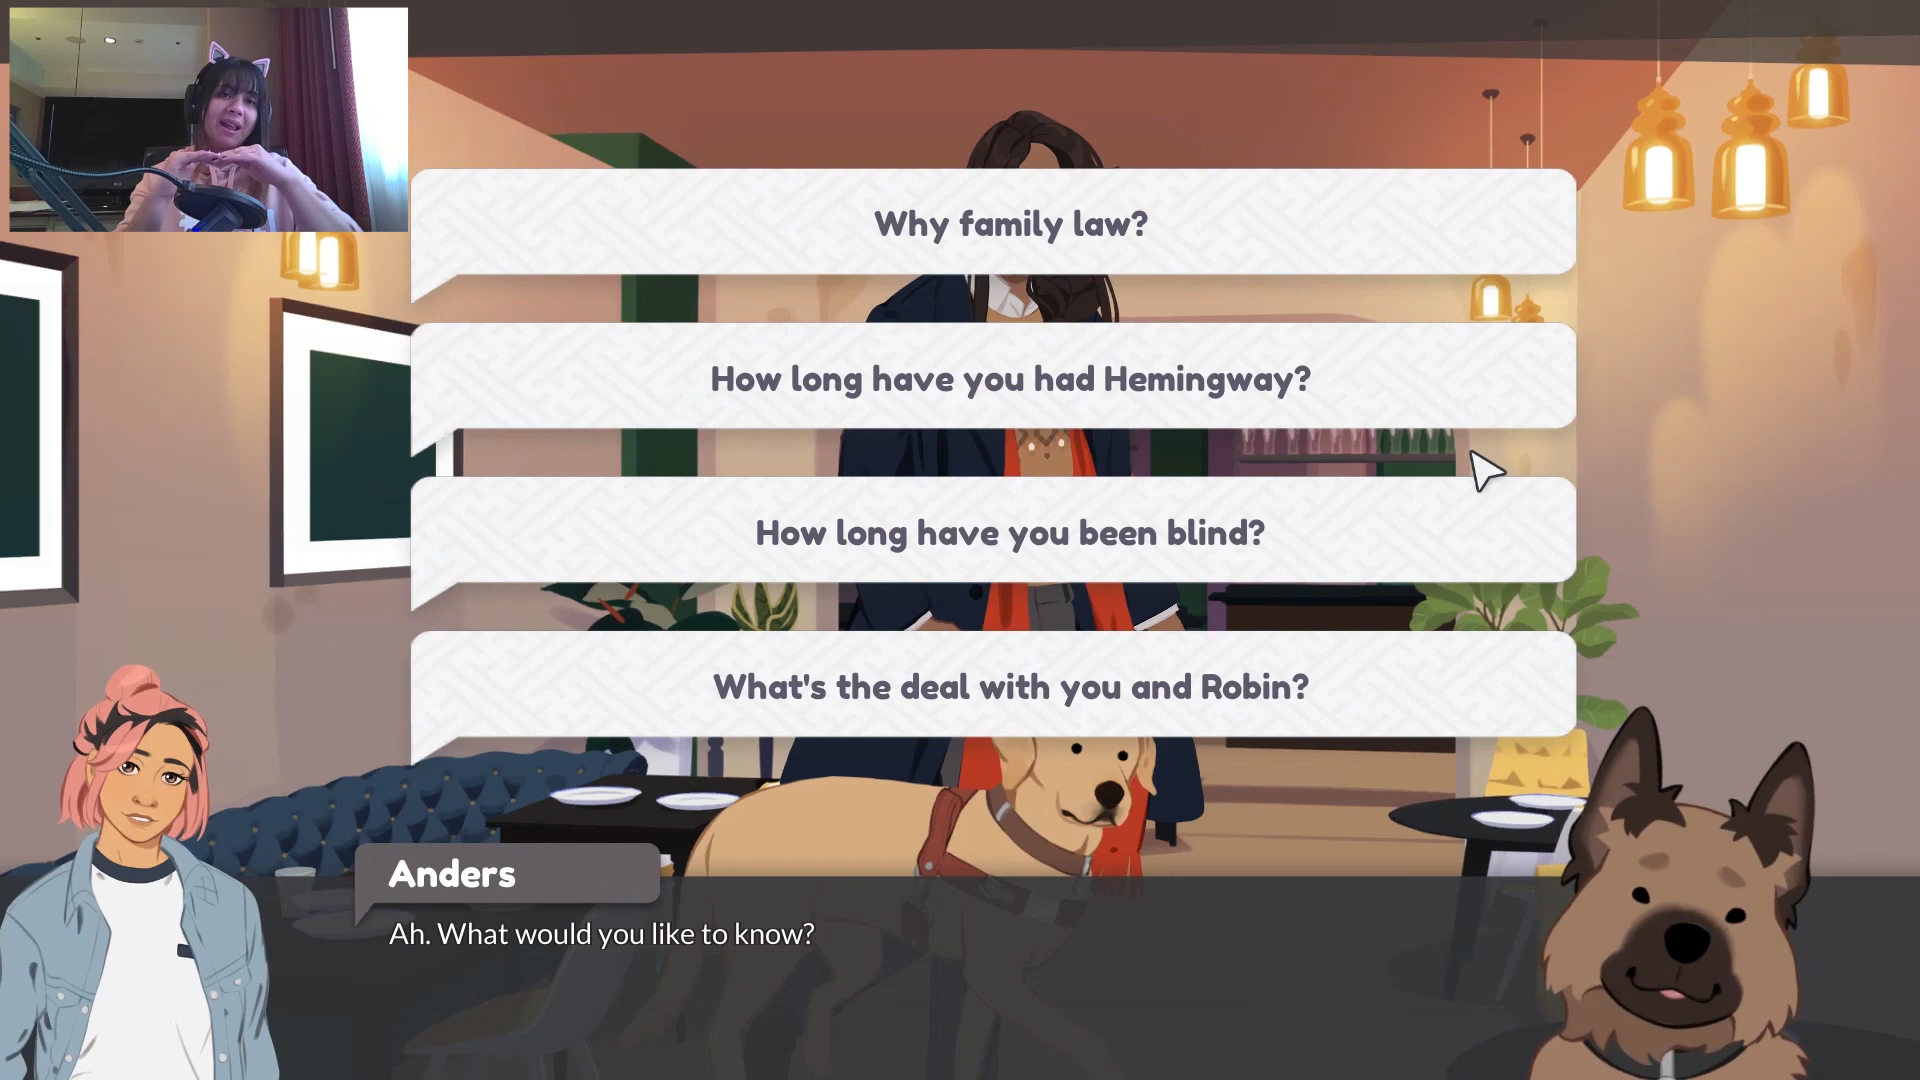 Why family law?
How long have you had Hemingway?
How long have you been blind?
What's the deal with you and Robin?
Anders
Ah. What would you like to know?